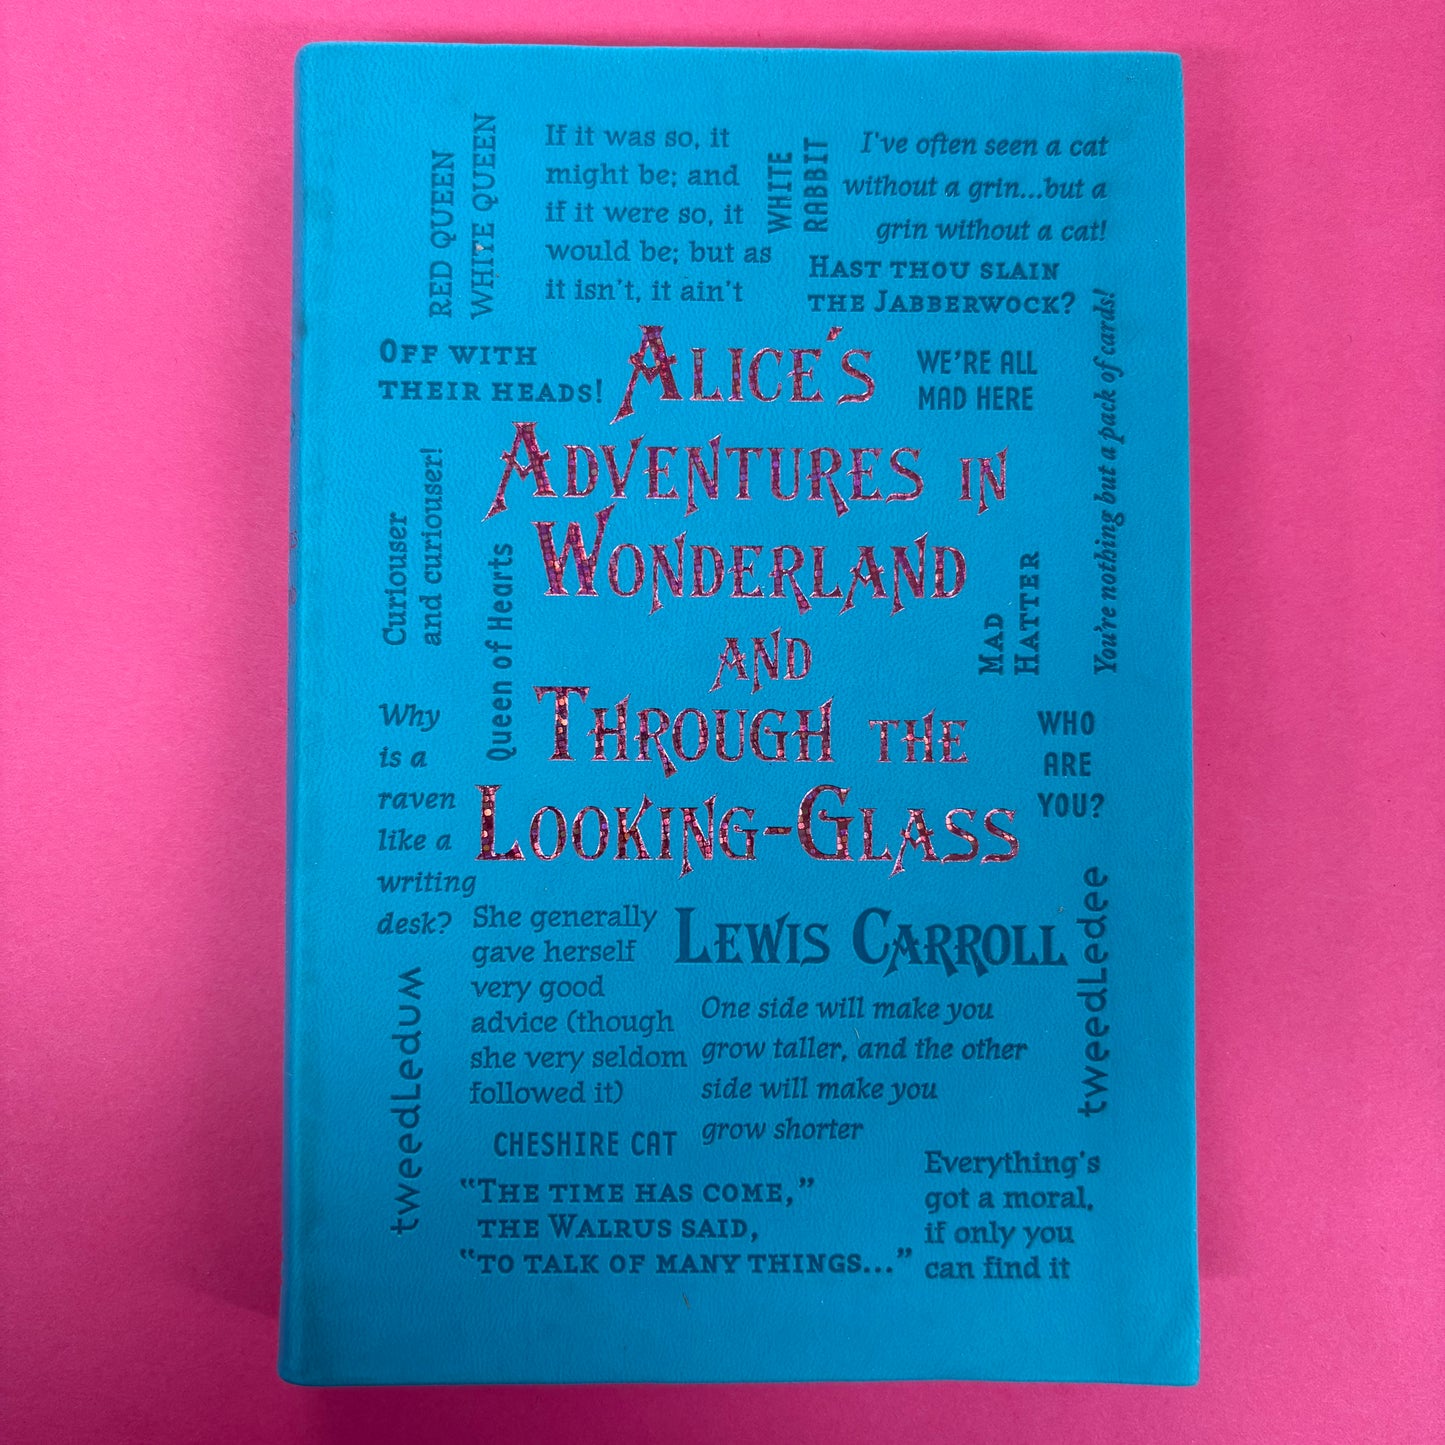 RED QUEEN
WHITE QUEEN
If it was so, it
might be; and
if it were so, it
would be; but as
it isn't, it ain't
WHITE
RABBIT
I've often seen a cat
without a grin...but a
grin without a cat!
HAST THOU SLAIN
THE JABBERWOCK?
OFF WITH
THEIR HEADS!
ALICE'S
ADVENTURES IN
WONDERLAND
AND
THROUGH THE
LOOKING-GLASS
WE'RE ALL
MAD HERE
You're nothing but a pack of cards!
Curiouser
and curiouser!
Queen of Hearts
MAD
HATTER
Why
is a
raven
like a
writing
desk?
WHO
ARE
YOU?
LEWIS CARROLL
She generally
gave herself
very good
advice (though
she very seldom
followed it)
One side will make you
grow taller, and the other
side will make you
grow shorter
tweedLedee
tweedLedum
CHESHIRE CAT
"THE TIME HAS COME,"
THE WALRUS SAID,
"TO TALK OF MANY THINGS..."
Everything's
got a moral,
if only you
can find it